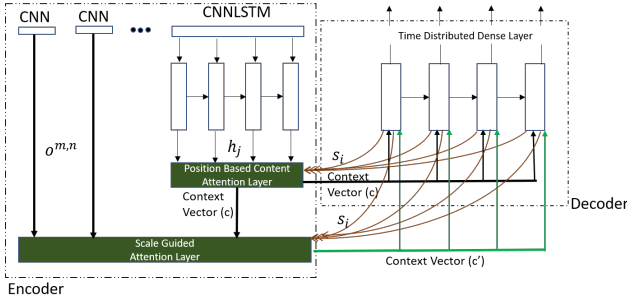 CNN
CNN
CNNLSTM
Time Distributed Dense Layer
o^{m,n}
h_j
s_i
Position Based Content
Attention Layer
Context
Vector (c)
Context
Vector (c)
s_i
Scale Guided
Attention Layer
Context Vector (c′)
Decoder
Encoder